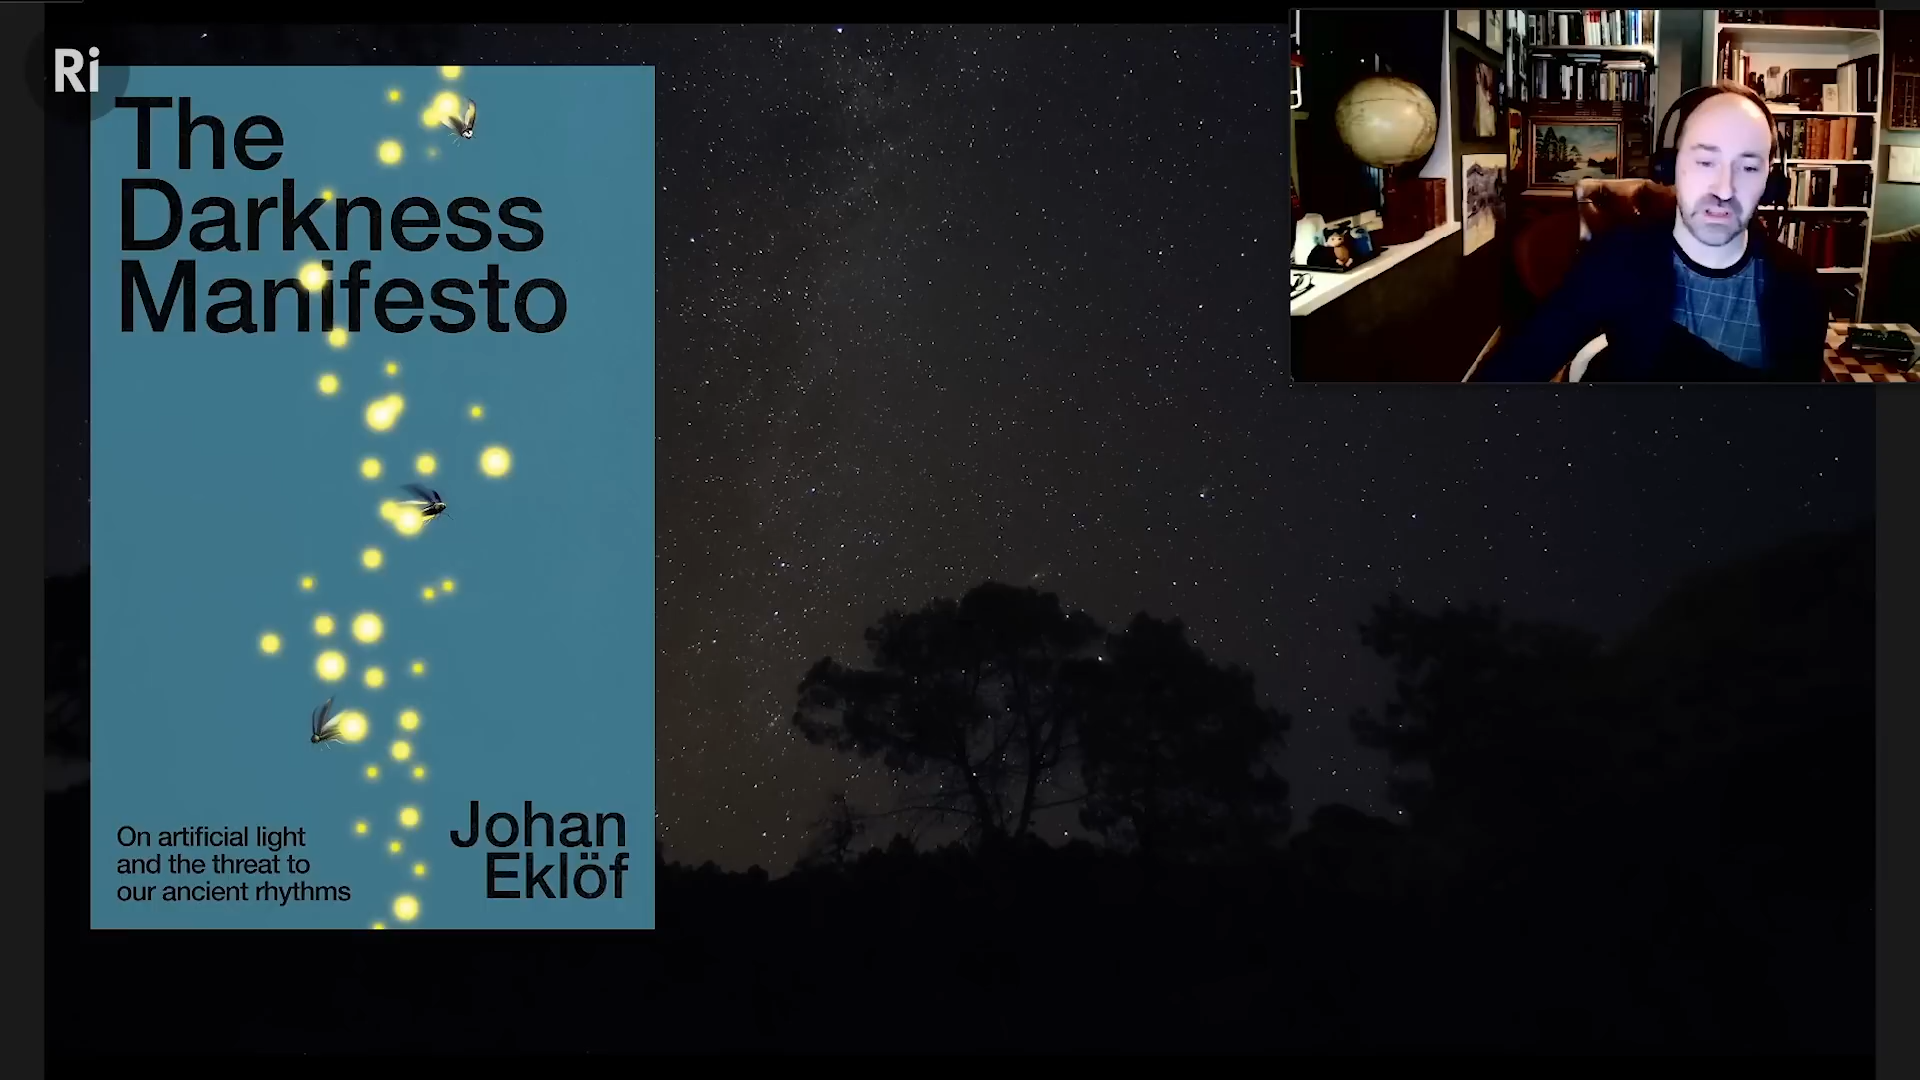 Ri
The
Darkness
Manifesto
On artificial light
and the threat to
our ancient rhythms
Johan
Eklöf